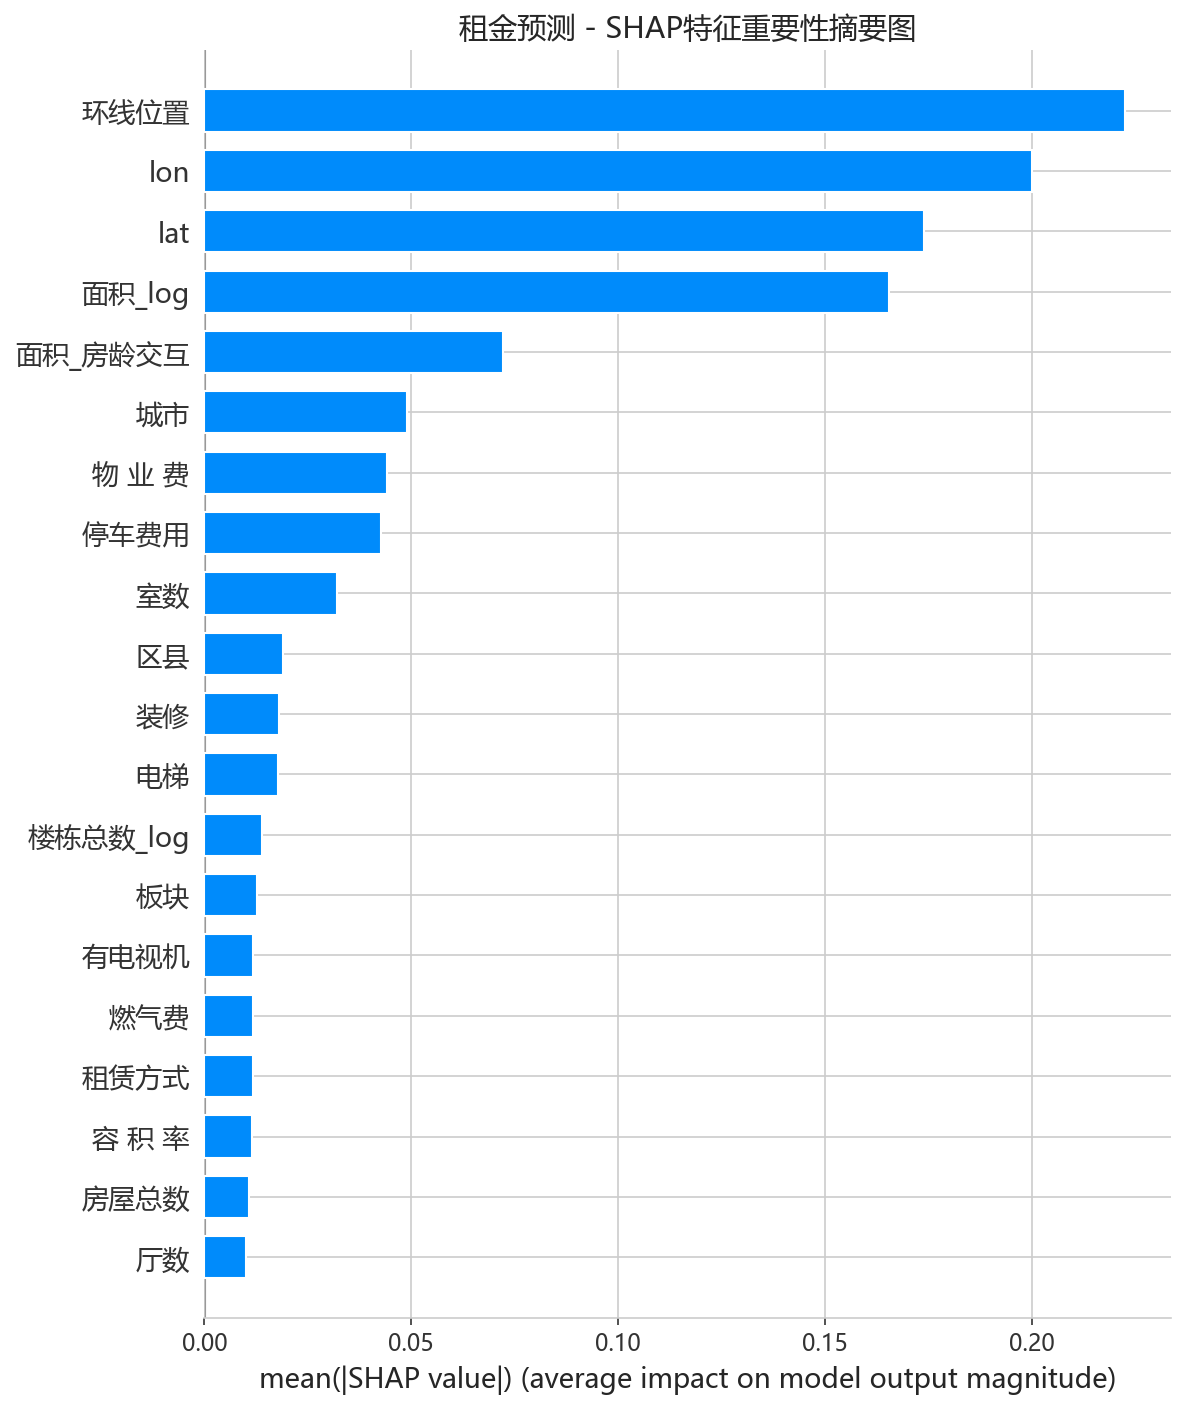 租金预测 - SHAP特征重要性摘要图
环线位置
lon
lat
面积_log
面积_房龄交互
城市
物 业 费
停车费用
室数
区县
装修
电梯
楼栋总数_log
板块
有电视机
燃气费
租赁方式
容 积 率
房屋总数
厅数
0.00 0.05 0.10 0.15 0.20
mean(|SHAP value|) (average impact on model output magnitude)